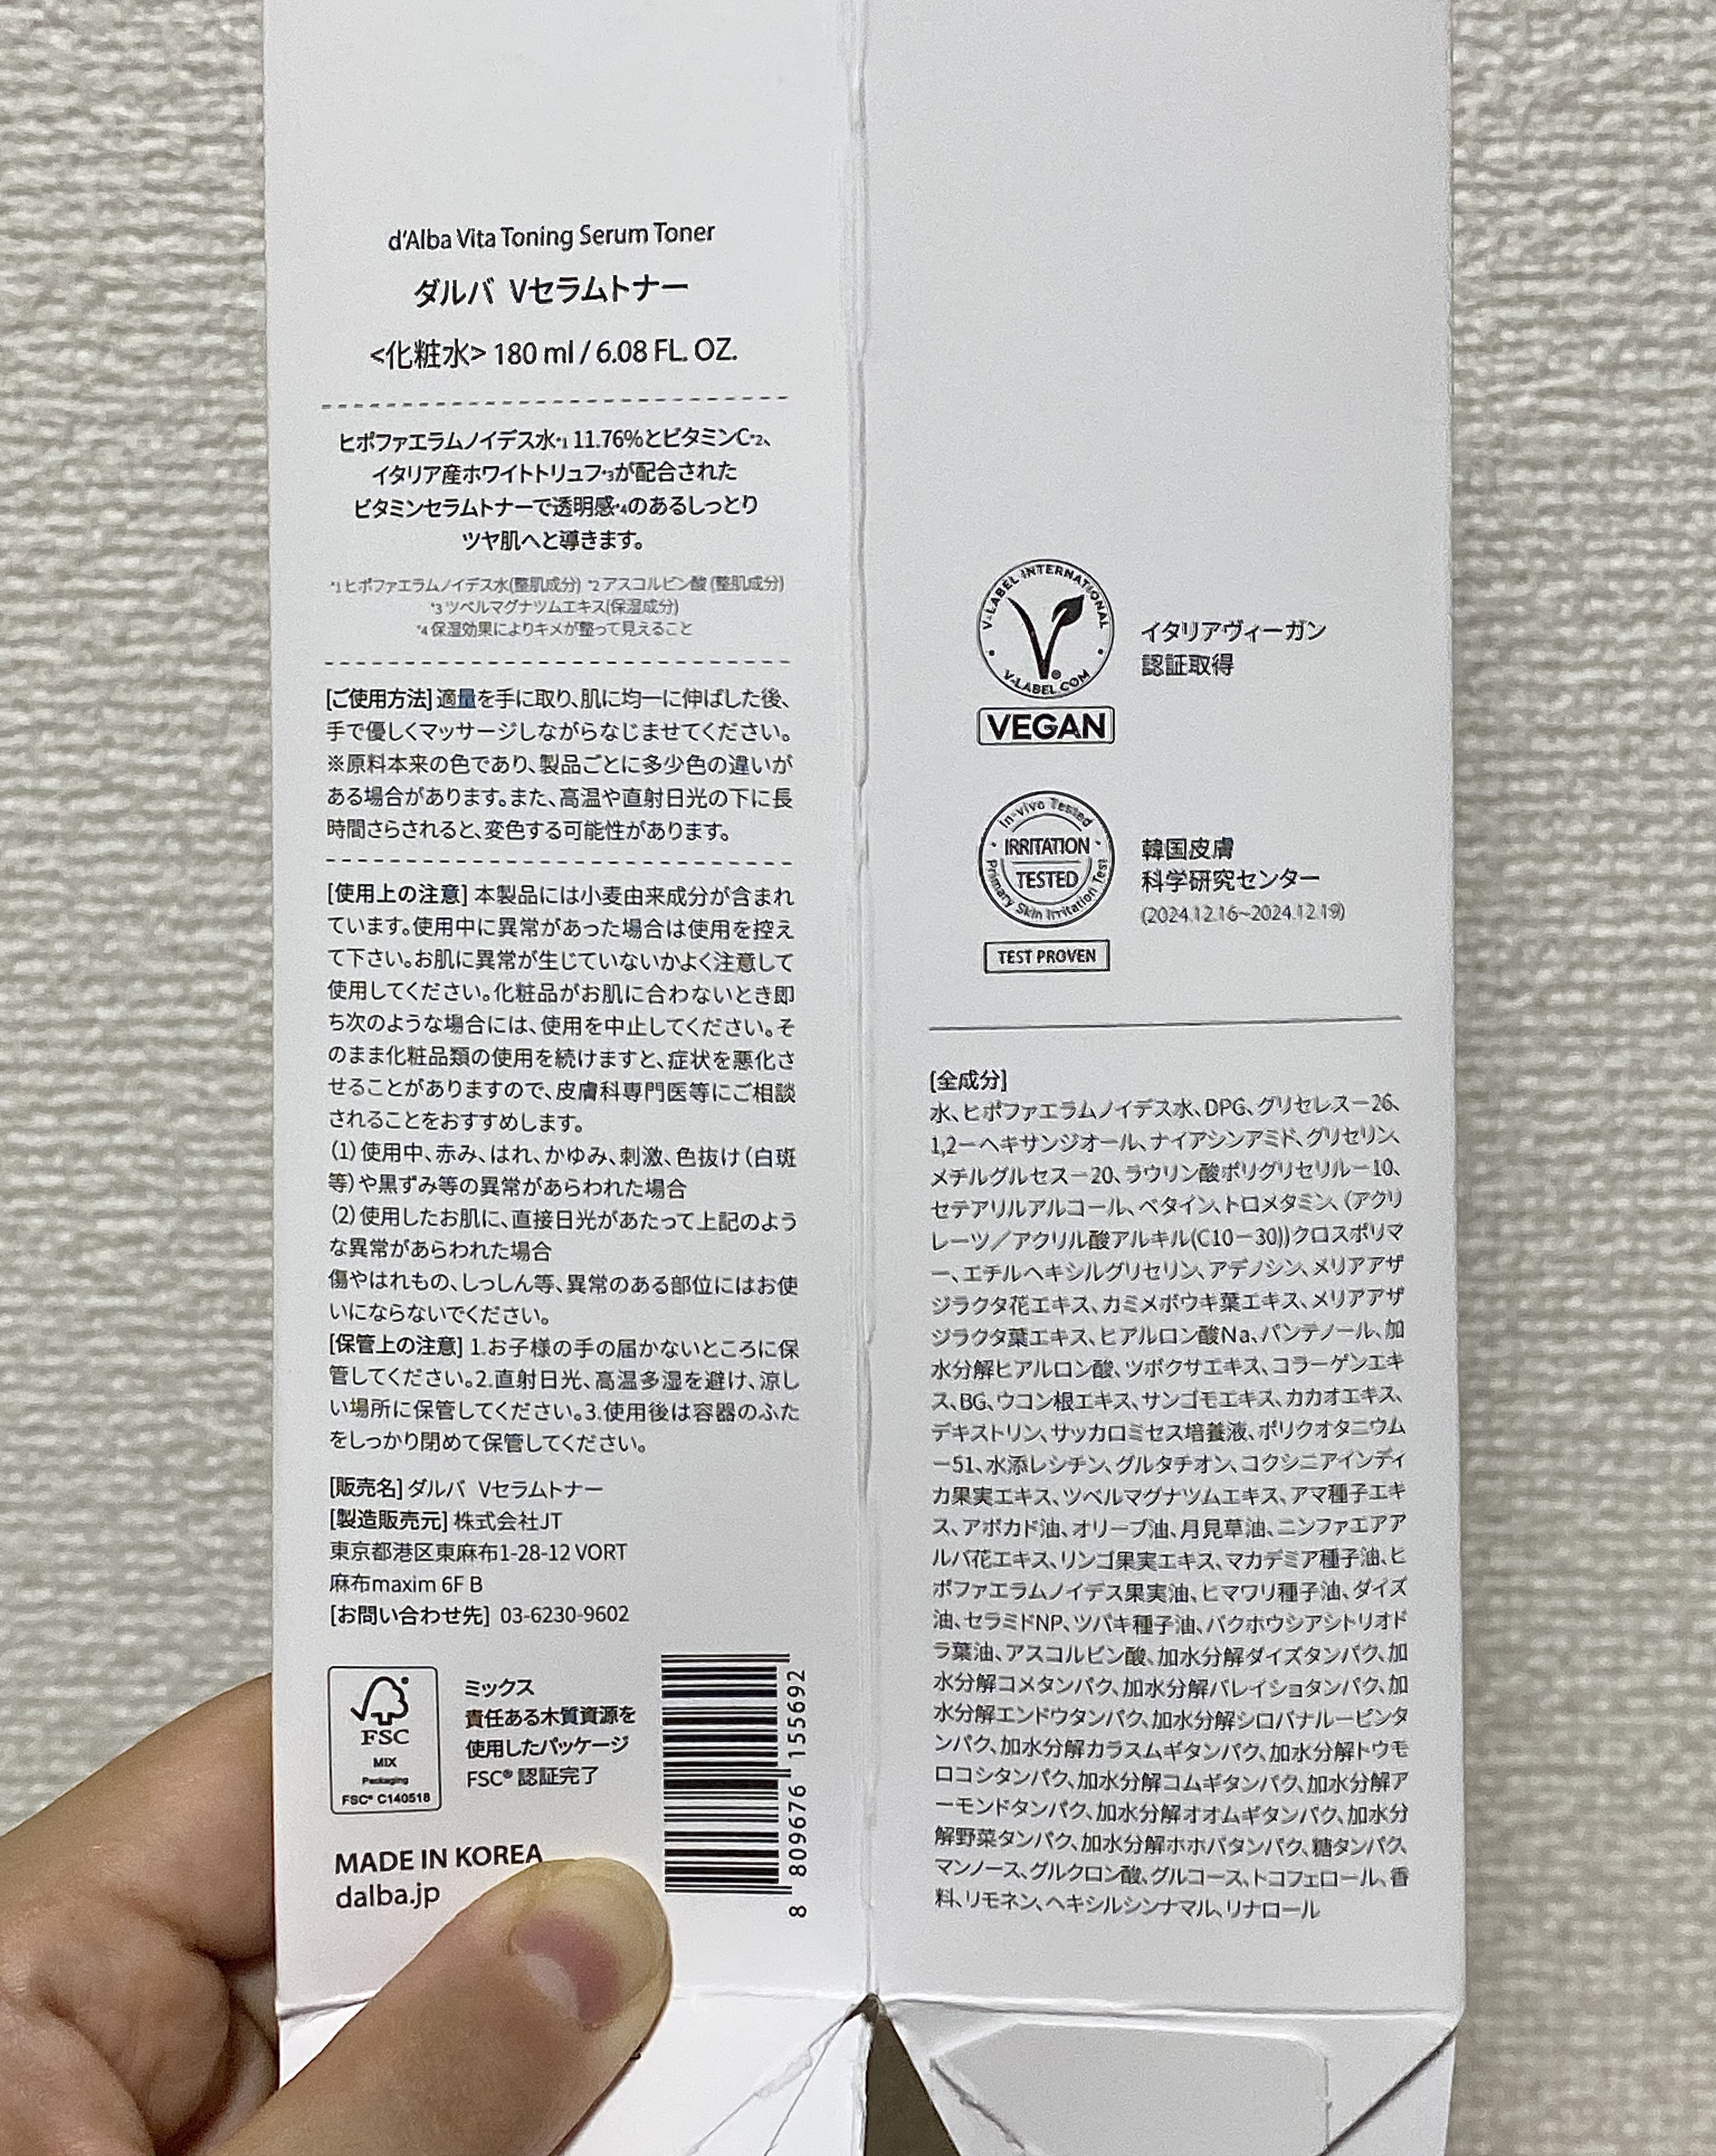 d'Alba Vita Toning Serum Toner
ダルバ Vセラムトナー
<化粧水> 180 ml / 6.08 FL. OZ.
ヒポファエラムノイデス水*1 11.76%とビタミンC*2、
イタリア産ホワイトトリュフ*3が配合された
ビタミンセラムトナーで透明感*4のあるしっとり
ツヤ肌へと導きます。
*1 ヒポファエラムノイデス水(整肌成分) *2 アスコルビン酸 (整肌成分)
*3 ツベルマグナツムエキス(保湿成分)
*4 保湿効果によりキメが整って見えること
[ご使用方法] 適量を手に取り、肌に均一に伸ばした後、
手で優しくマッサージしながらなじませてください。
※原料本来の色であり、製品ごとに多少色の違いが
ある場合があります。また、高温や直射日光の下に長
時間さらされると、変色する可能性があります。
[使用上の注意] 本製品には小麦由来成分が含まれ
ています。使用中に異常があった場合は使用を控え
て下さい。お肌に異常が生じていないかよく注意して
使用してください。化粧品がお肌に合わないとき即
ち次のような場合には、使用を中止してください。そ
のまま化粧品類の使用を続けますと、症状を悪化さ
せることがありますので、皮膚科専門医等にご相談
されることをおすすめします。
(1) 使用中、赤み、はれ、かゆみ、刺激、色抜け (白斑
等) や黒ずみ等の異常があらわれた場合
(2) 使用したお肌に、直接日光があたって上記のよう
な異常があらわれた場合
傷やはれもの、しっしん等、異常のある部位にはお使
いにならないでください。
[保管上の注意] 1.お子様の手の届かないところに保
管してください。2.直射日光、高温多湿を避け、涼し
い場所に保管してください。3.使用後は容器のふた
をしっかり閉めて保管してください。
[販売名] ダルバ Vセラムトナー
[製造販売元] 株式会社JT
東京都港区東麻布1-28-12 VORT
麻布maxim 6F B
[お問い合わせ先] 03-6230-9602
FSC
MIX
Packaging
FSC® C140518
ミックス
責任ある木質資源を
使用したパッケージ
FSC® 認証完了
8 809676 155692
MADE IN KOREA
dalba.jp
V-LABEL INTERNATIONAL
V-LABEL.COM
VEGAN
イタリアヴィーガン
認証取得
In-vivo Tested
IRRITATION
TESTED
Primary Skin Irritation Test
TEST PROVEN
韓国皮膚
科学研究センター
(2024.12.16~2024.12.19)
[全成分]
水、ヒポファエラムノイデス水、DPG、グリセレスー26、
1,2ーヘキサンジオール、ナイアシンアミド、グリセリン、
メチルグルセスー20、ラウリン酸ポリグリセリルー10、
セテアリルアルコール、ベタイン、トロメタミン、(アクリ
レーツ／アクリル酸アルキル(C10ー30))クロスポリマ
ー、エチルヘキシルグリセリン、アデノシン、メリアアザ
ジラクタ花エキス、カミメボウキ葉エキス、メリアアザ
ジラクタ葉エキス、ヒアルロン酸Na、パンテノール、加
水分解ヒアルロン酸、ツボクサエキス、コラーゲンエキ
ス、BG、ウコン根エキス、サンゴモエキス、カカオエキス、
デキストリン、サッカロミセス培養液、ポリクオタニウム
ー51、水添レシチン、グルタチオン、コクシニアインディ
カ果実エキス、ツベルマグナツムエキス、アマ種子エキ
ス、アボカド油、オリーブ油、月見草油、ニンファエアア
ルバ花エキス、リンゴ果実エキス、マカデミア種子油、ヒ
ポファエラムノイデス果実油、ヒマワリ種子油、ダイズ
油、セラミドNP、ツバキ種子油、バクホウシアシトリオド
ラ葉油、アスコルビン酸、加水分解ダイズタンパク、加
水分解コメタンパク、加水分解バレイショタンパク、加
水分解エンドウタンパク、加水分解シロバナルーピンタ
ンパク、加水分解カラスムギタンパク、加水分解トウモ
ロコシタンパク、加水分解コムギタンパク、加水分解ア
ーモンドタンパク、加水分解オオムギタンパク、加水分
解野菜タンパク、加水分解ホホバタンパク、糖タンパク、
マンノース、グルクロン酸、グルコース、トコフェロール、香
料、リモネン、ヘキシルシンナマル、リナロール